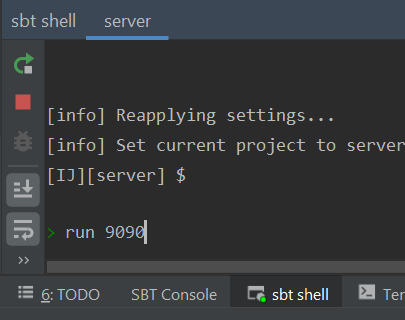 sbt shell server
[info] Reapplying settings...
[info] Set current project to server
[IJ][server] $
> run 9090
>>
6: TODO SBT Console sbt shell Ter